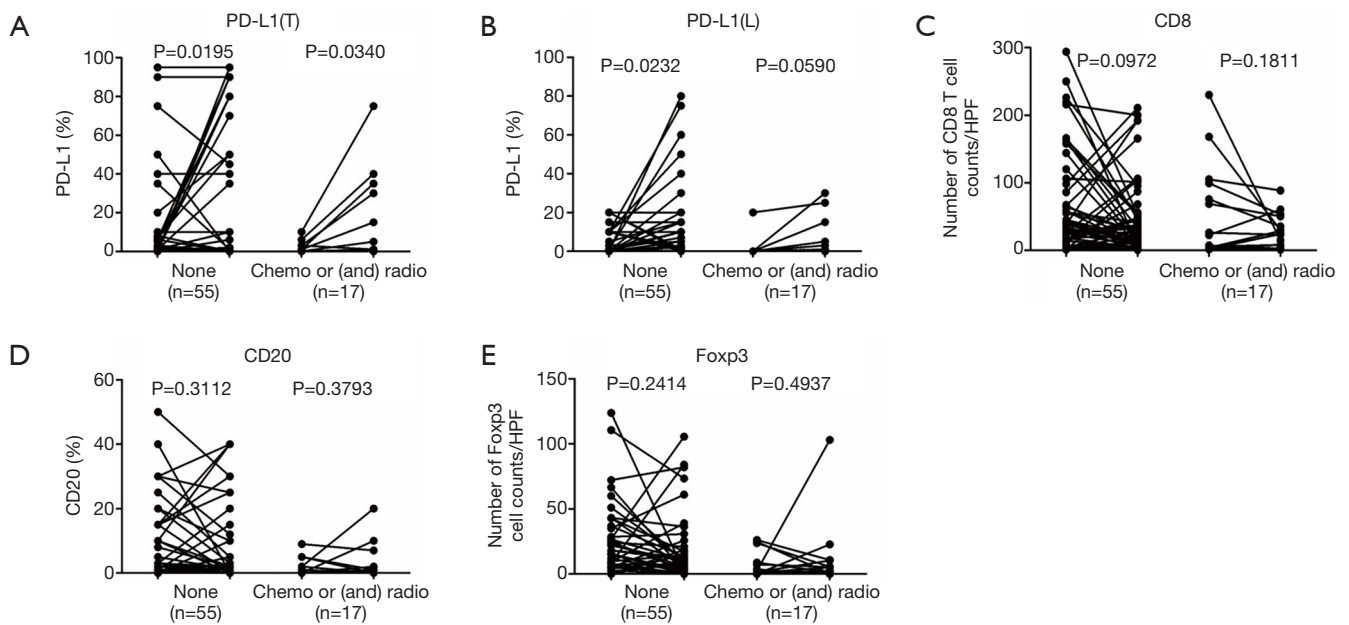 A
PD-L1(T)
P=0.0195
P=0.0340
PD-L1 (%)
100
80
60
40
20
0
None
(n=55)
Chemo or (and) radio
(n=17)
B
PD-L1(L)
P=0.0232
P=0.0590
PD-L1 (%)
100
80
60
40
20
0
None
(n=55)
Chemo or (and) radio
(n=17)
C
CD8
P=0.0972
P=0.1811
Number of CD8 T cell
counts/HPF
300
200
100
0
None
(n=55)
Chemo or (and) radio
(n=17)
D
CD20
P=0.3112
P=0.3793
CD20 (%)
60
40
20
0
None
(n=55)
Chemo or (and) radio
(n=17)
E
Foxp3
P=0.2414
P=0.4937
Number of Foxp3
cell counts/HPF
150
100
50
0
None
(n=55)
Chemo or (and) radio
(n=17)